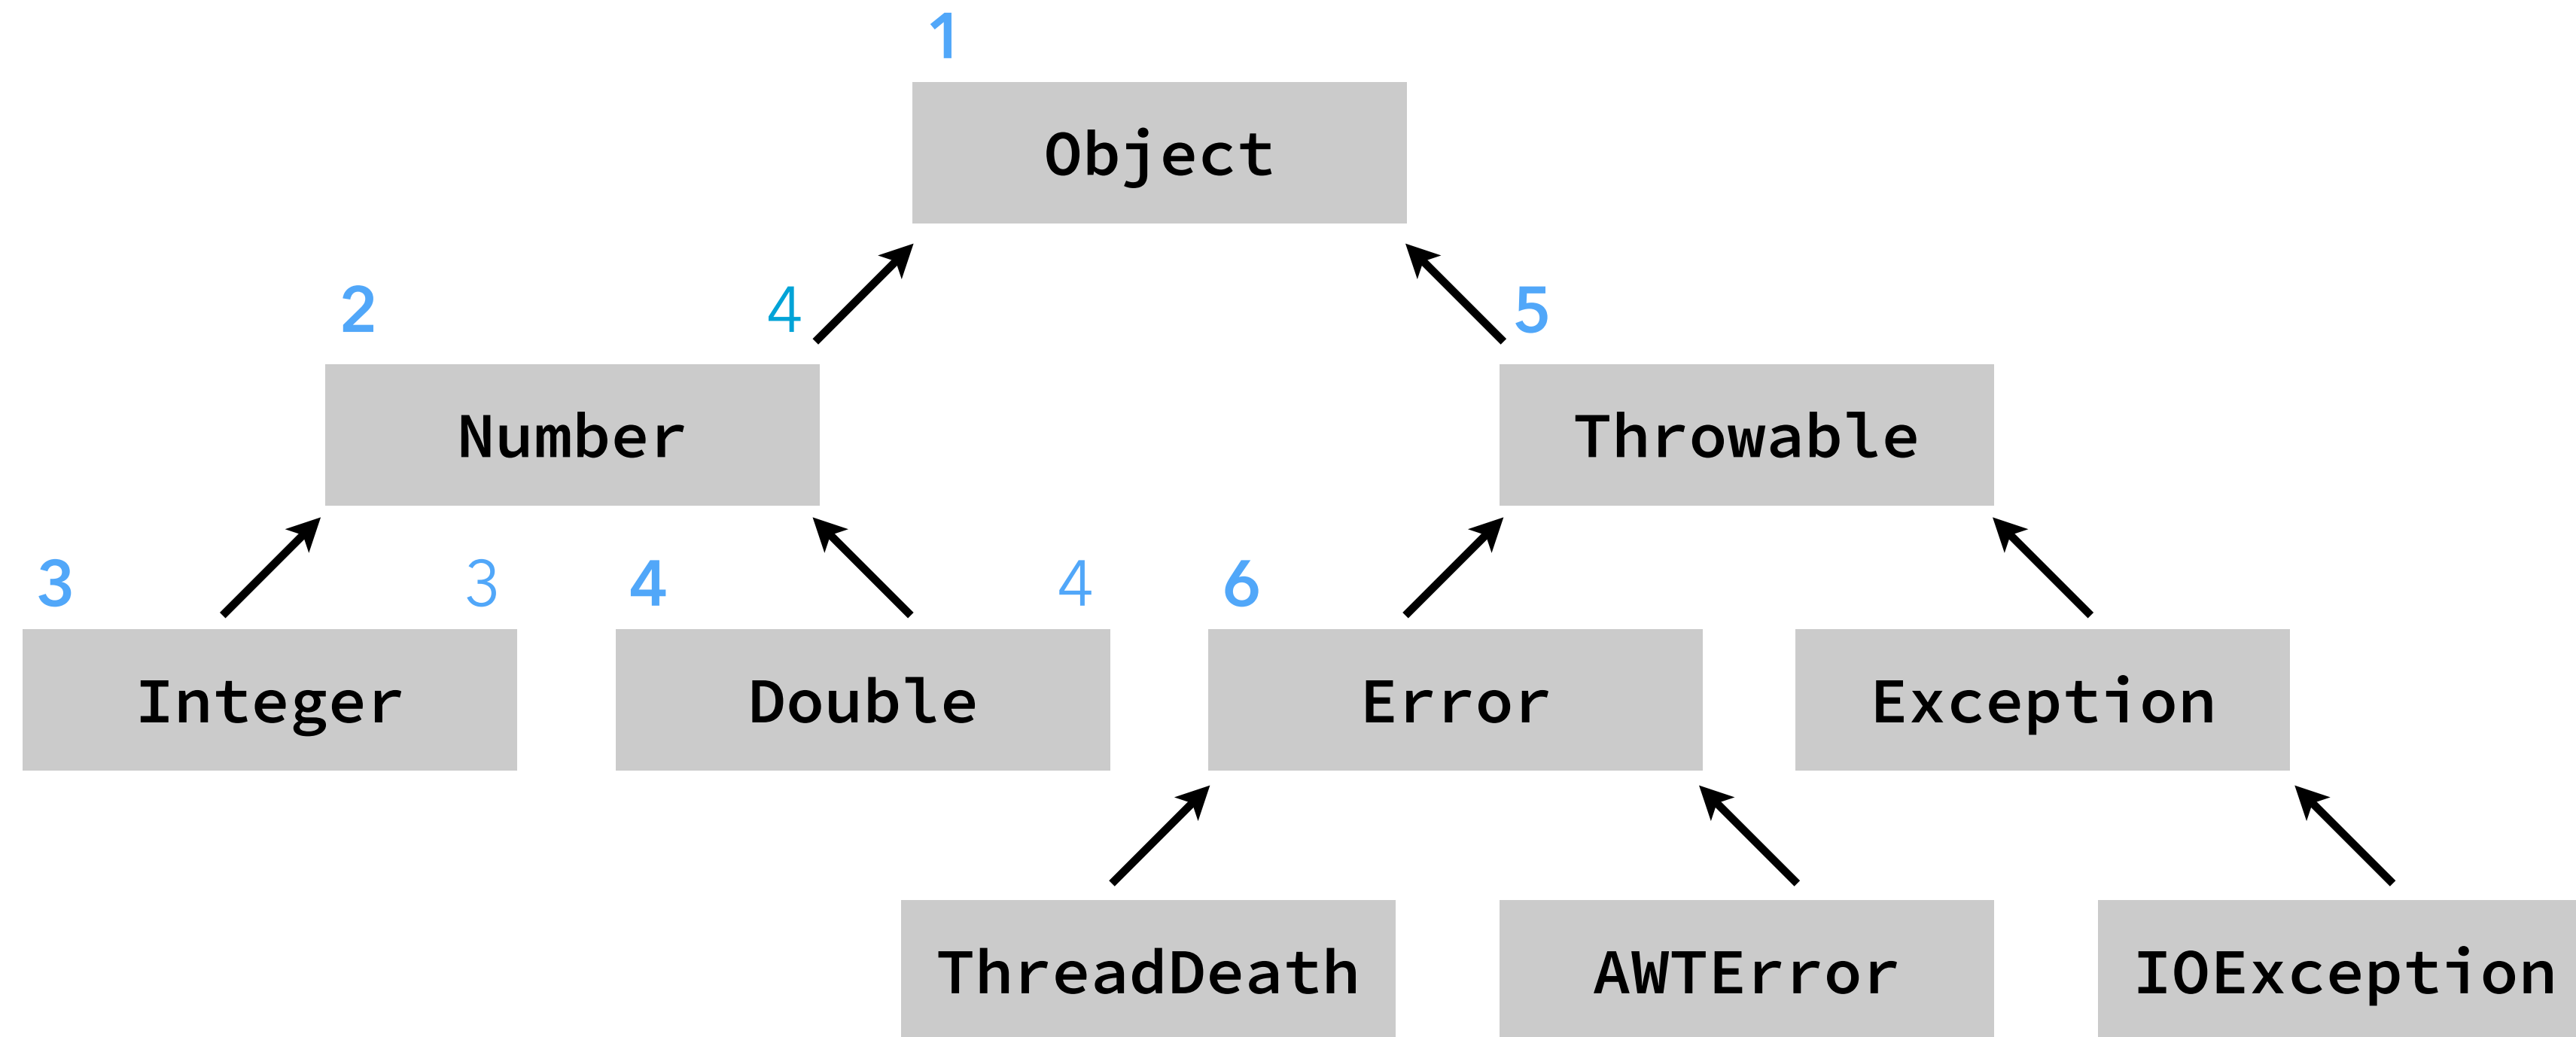 1
Object
2 4 5
Number Throwable
3 3 4 4 6
Integer Double Error Exception
ThreadDeath AWTError IOException